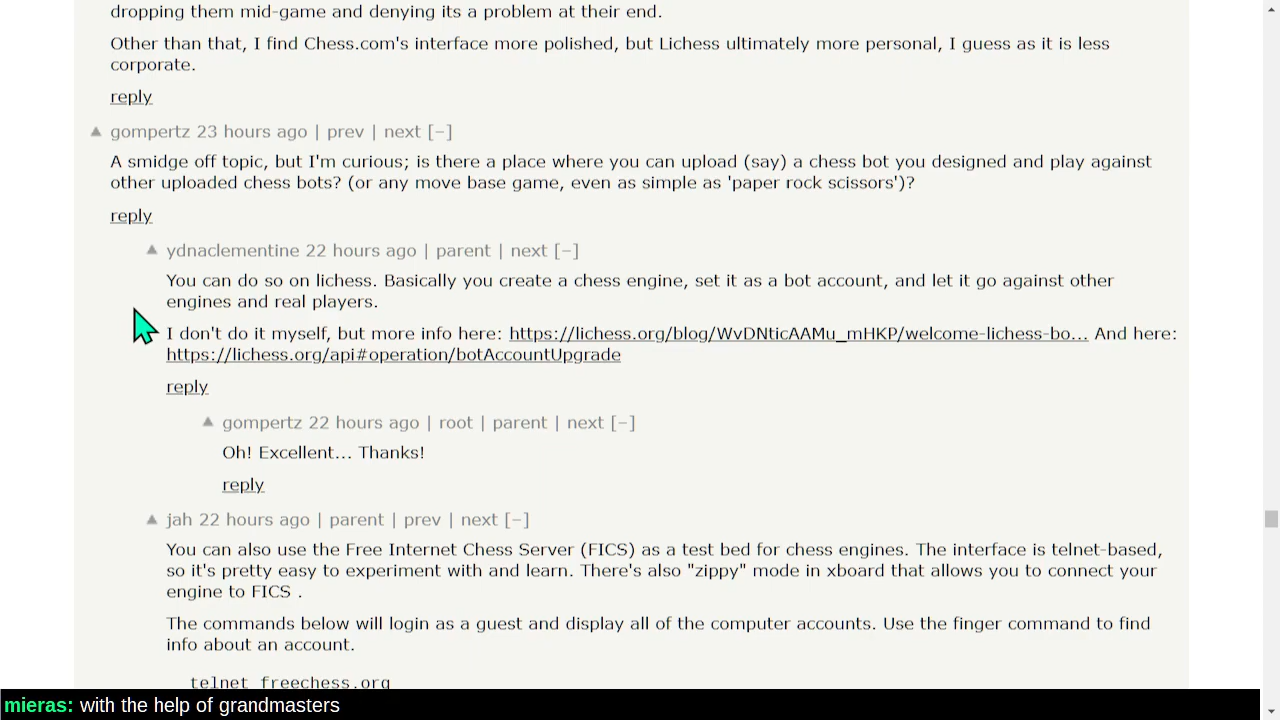 dropping them mid-game and denying its a problem at their end.
Other than that, I find Chess.com's interface more polished, but Lichess ultimately more personal, I guess as it is less
corporate.
reply
▲ gompertz 23 hours ago | prev | next [–]
A smidge off topic, but I'm curious; is there a place where you can upload (say) a chess bot you designed and play against
other uploaded chess bots? (or any move base game, even as simple as 'paper rock scissors')?
reply
▲ ydnaclementine 22 hours ago | parent | next [–]
You can do so on lichess. Basically you create a chess engine, set it as a bot account, and let it go against other
engines and real players.
I don't do it myself, but more info here: https://lichess.org/blog/WvDNticAAMu_mHKP/welcome-lichess-bo... And here:
https://lichess.org/api#operation/botAccountUpgrade
reply
▲ gompertz 22 hours ago | root | parent | next [–]
Oh! Excellent... Thanks!
reply
▲ jah 22 hours ago | parent | prev | next [–]
You can also use the Free Internet Chess Server (FICS) as a test bed for chess engines. The interface is telnet-based,
so it's pretty easy to experiment with and learn. There's also "zippy" mode in xboard that allows you to connect your
engine to FICS .
The commands below will login as a guest and display all of the computer accounts. Use the finger command to find
info about an account.
telnet freechess.org
mieras: with the help of grandmasters